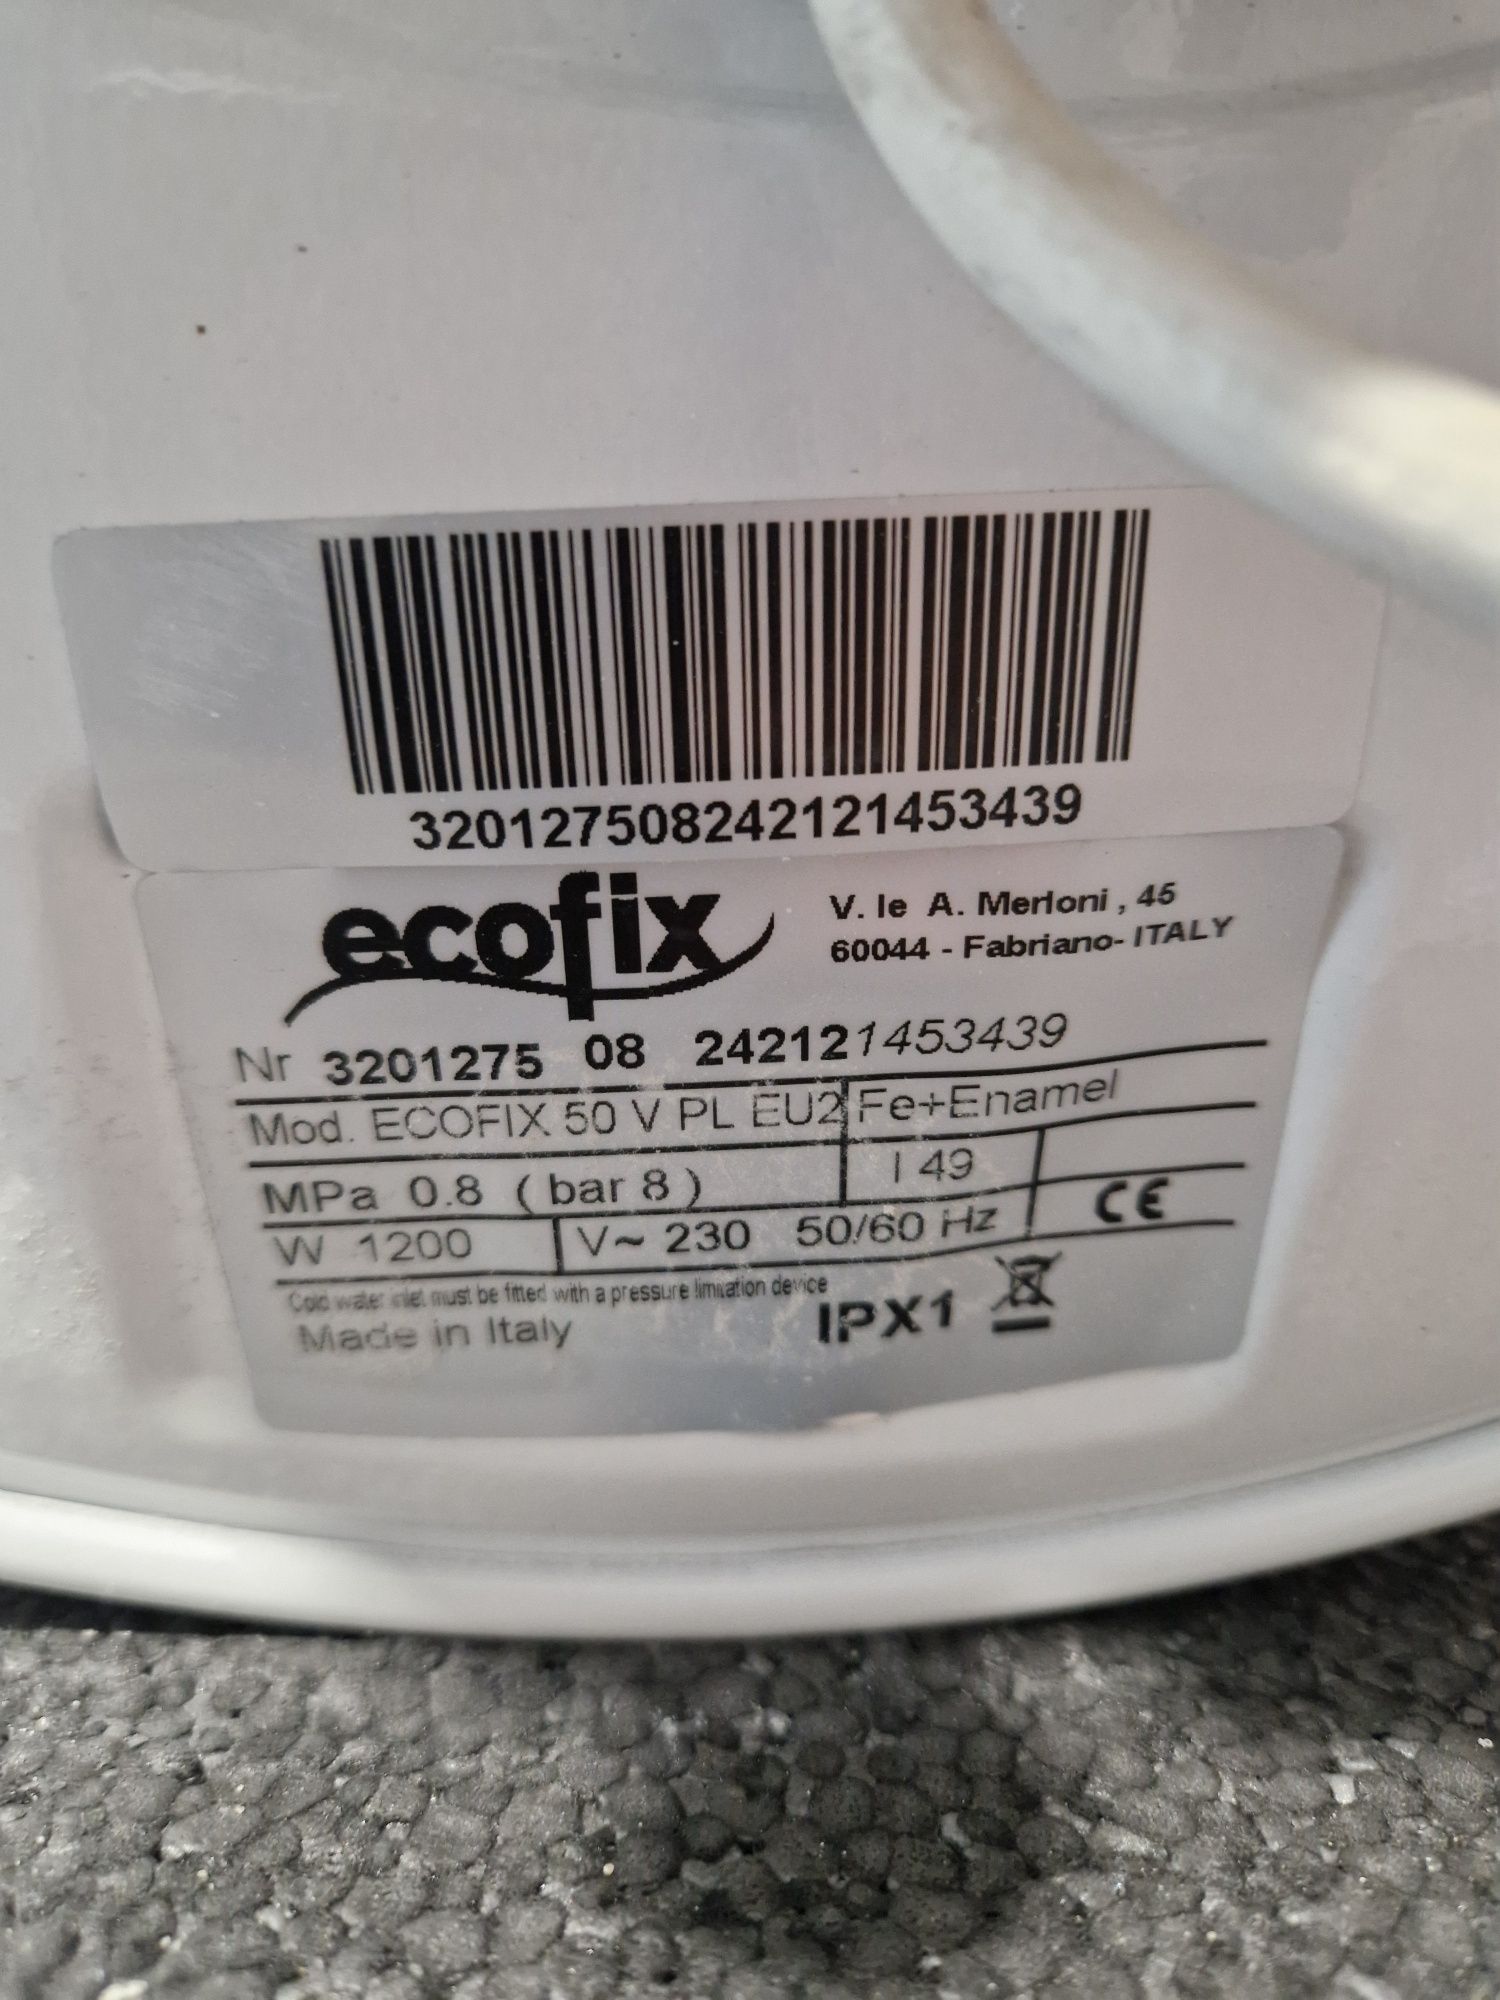 320127508242121453439
ecofix
V. le A. Merloni , 45
60044 - Fabriano- ITALY
Nr 3201275 08 242121453439
Mod. ECOFIX 50 V PL EU2 Fe+Enamel
MPa 0.8 ( bar 8 ) l 49
W 1200 V~ 230 50/60 Hz CE
Cold water inlet must be fitted with a pressure limitation device
Made in Italy IPX1